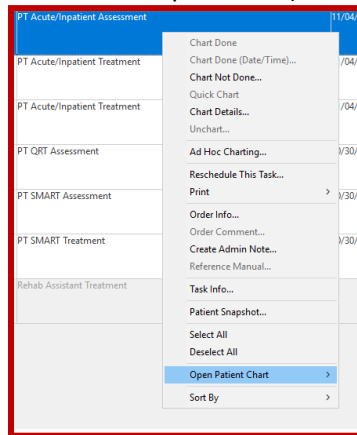 PT Acute/Inpatient Assessment 11/04/
Chart Done
Chart Done (Date/Time)...
PT Acute/Inpatient Treatment /04/
Chart Not Done...
Quick Chart
PT Acute/Inpatient Treatment /04/
Chart Details...
Unchart...
PT QRT Assessment 0/30/
Ad Hoc Charting...
Reschedule This Task...
PT SMART Assessment 0/30/
Print >
Order Info...
Order Comment...
PT SMART Treatment 0/30/
Create Admin Note...
Reference Manual...
Rehab Assistant Treatment
Task Info...
Patient Snapshot...
Select All
Deselect All
Open Patient Chart >
Sort By >